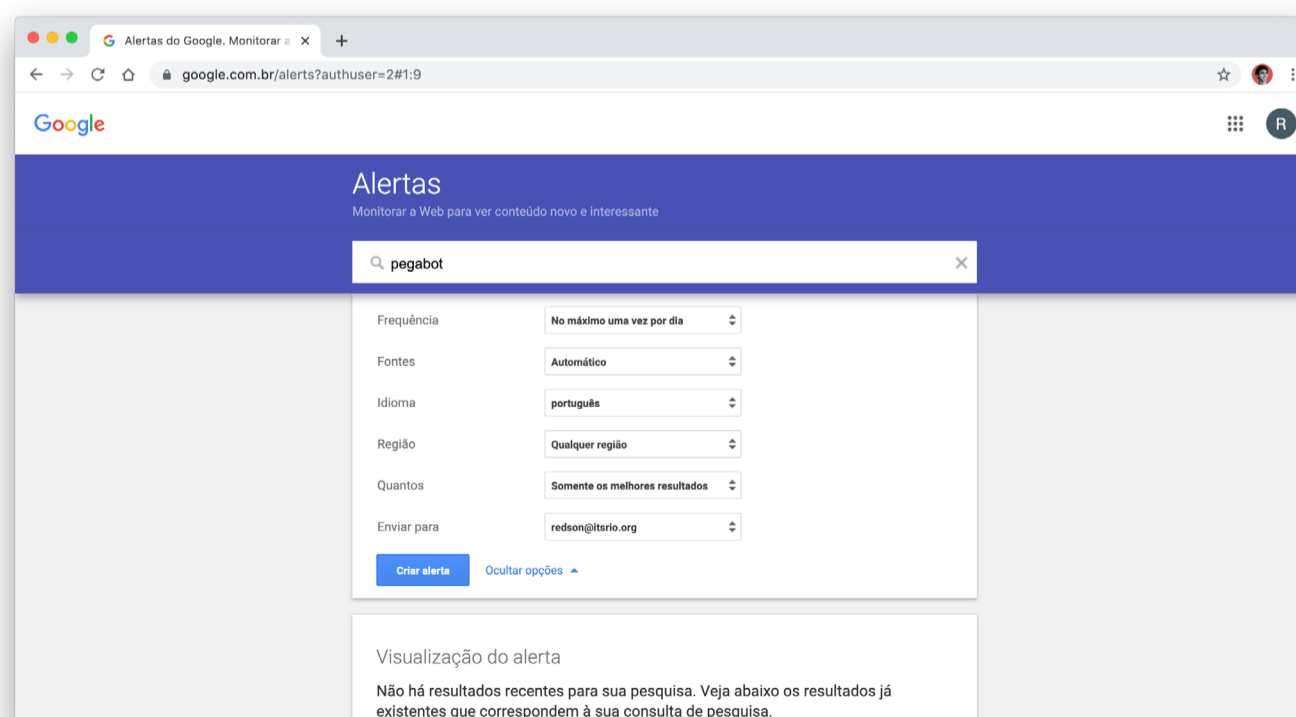 Alertas do Google. Monitorar a
google.com.br/alerts?authuser=2#1:9
Google
R
Alertas
Monitorar a Web para ver conteúdo novo e interessante
pegabot
Frequência No máximo uma vez por dia
Fontes Automático
Idioma português
Região Qualquer região
Quantos Somente os melhores resultados
Enviar para redson@itsrio.org
Criar alerta Ocultar opções
Visualização do alerta
Não há resultados recentes para sua pesquisa. Veja abaixo os resultados já
existentes que correspondem à sua consulta de pesquisa.